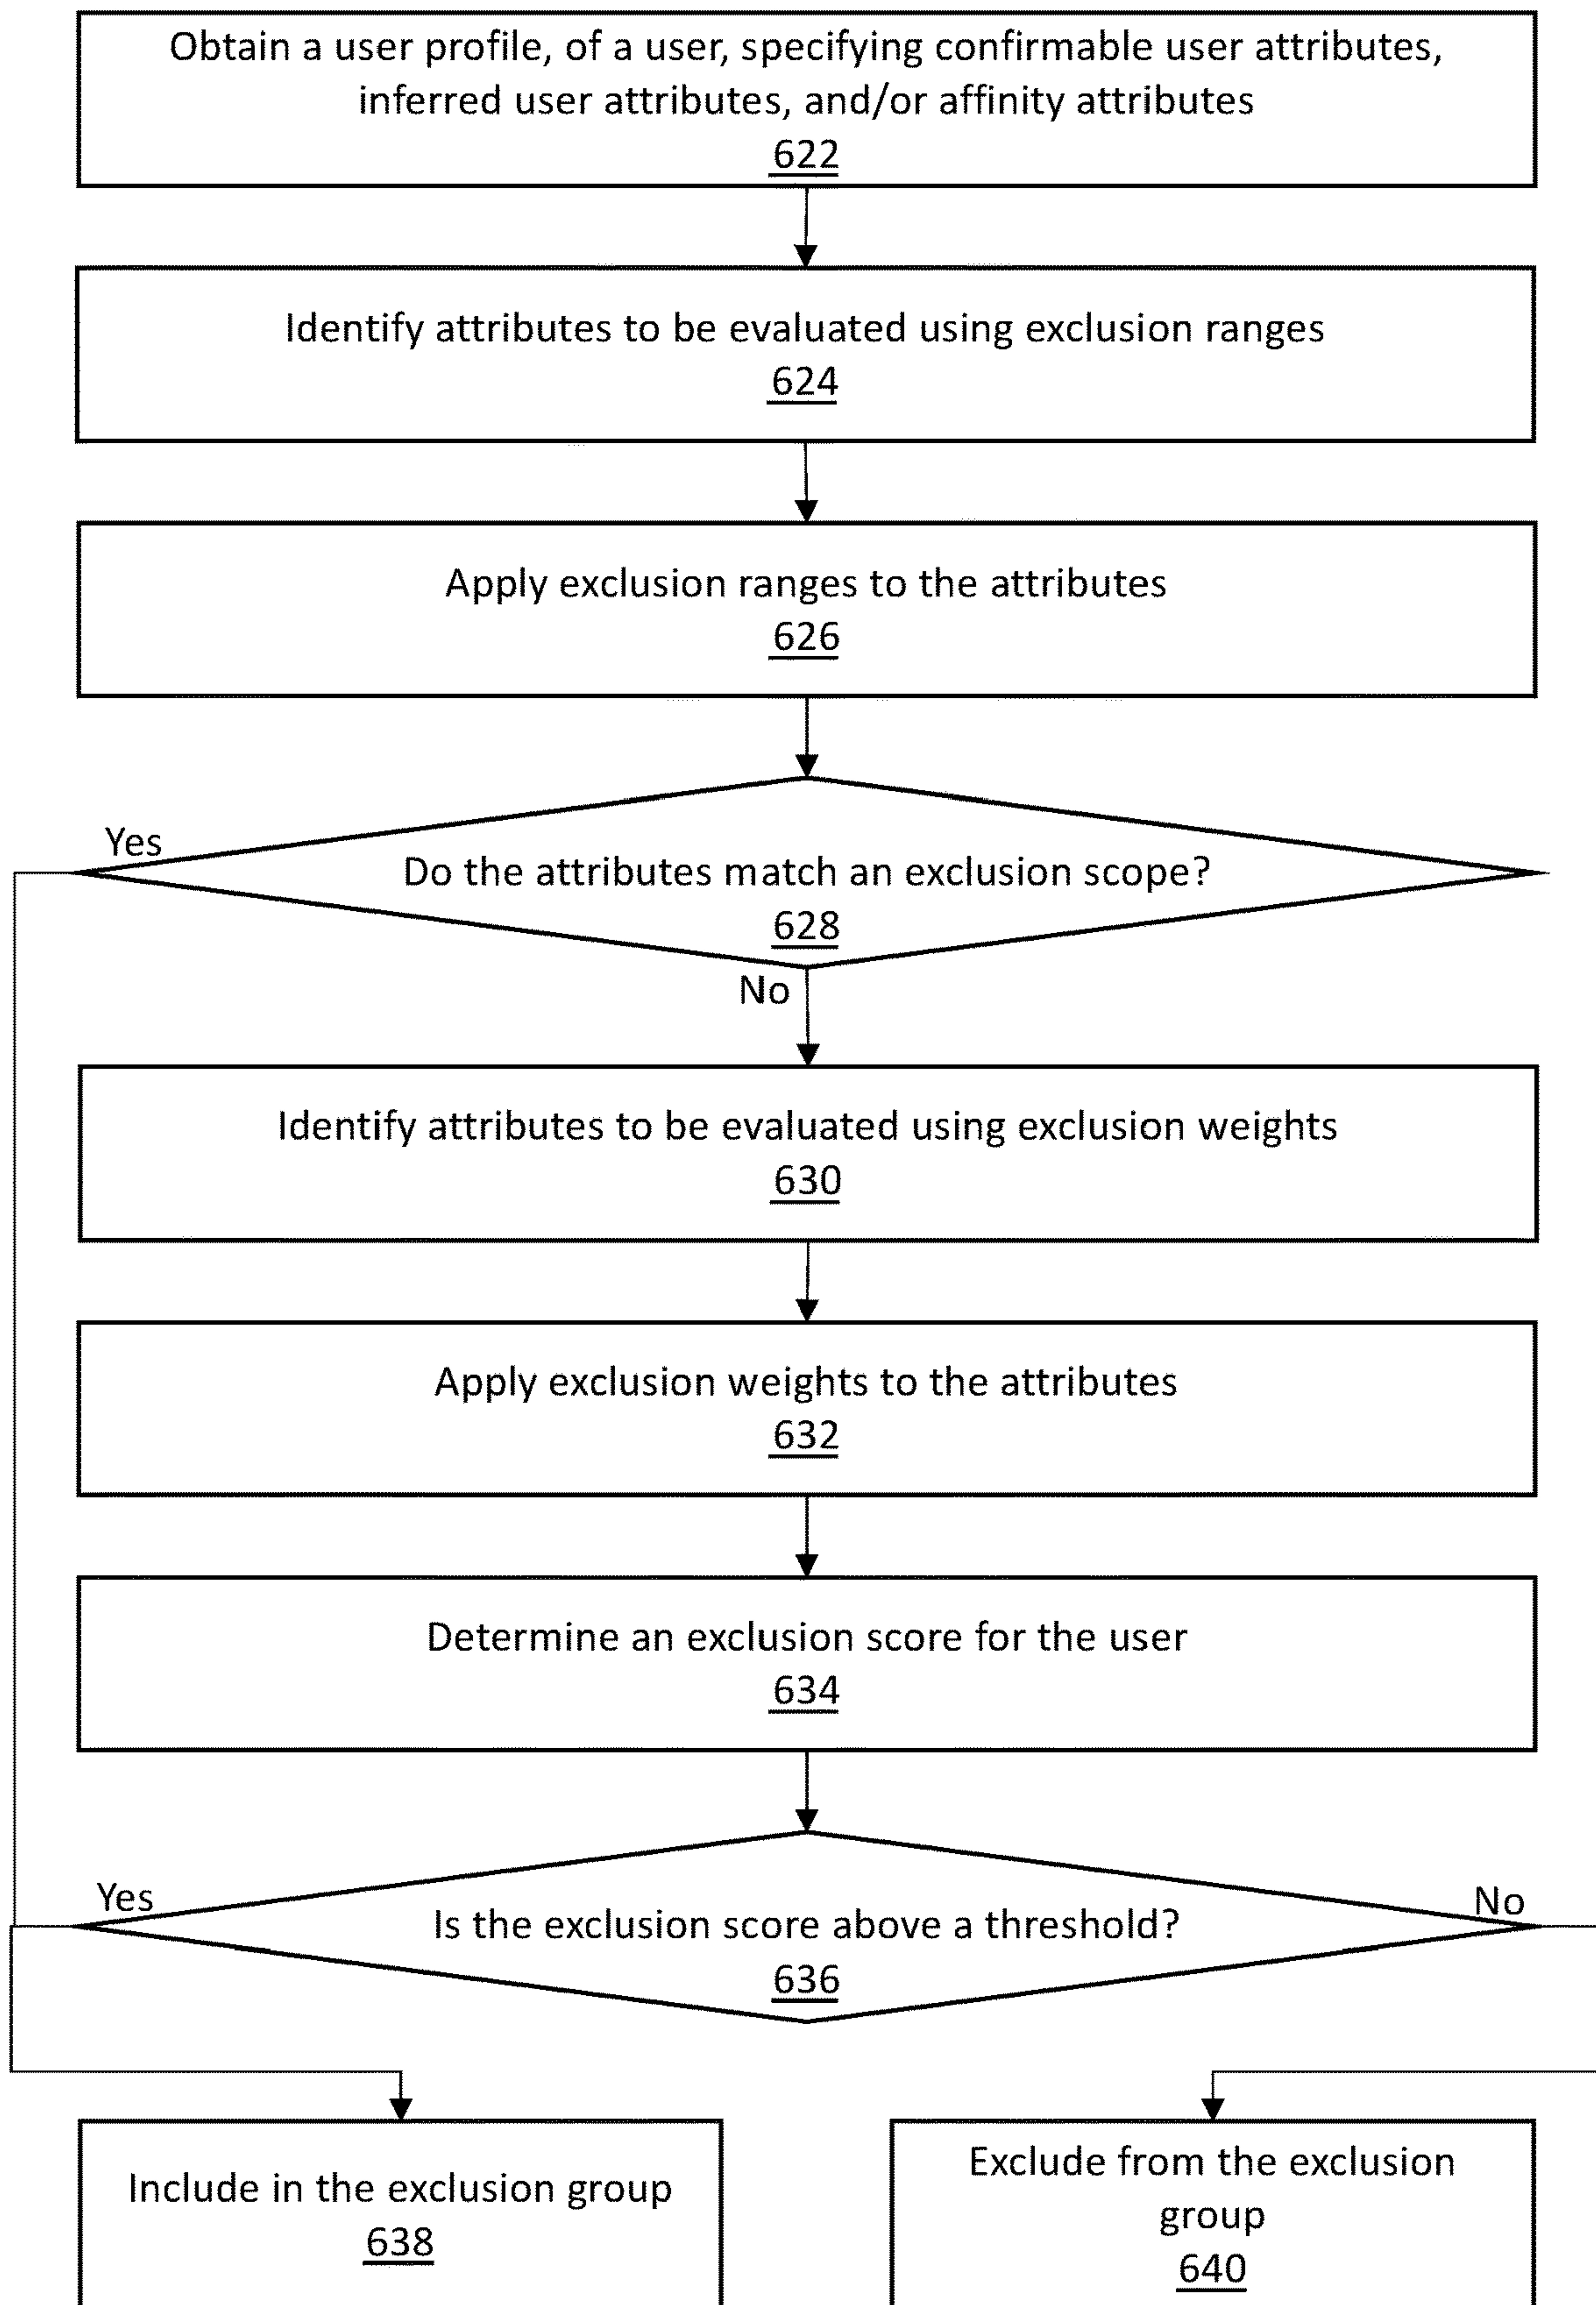 Obtain a user profile, of a user, specifying confirmable user attributes,
inferred user attributes, and/or affinity attributes
622
Identify attributes to be evaluated using exclusion ranges
624
Apply exclusion ranges to the attributes
626
Yes
Do the attributes match an exclusion scope?
628
No
Identify attributes to be evaluated using exclusion weights
630
Apply exclusion weights to the attributes
632
Determine an exclusion score for the user
634
Yes
No
Is the exclusion score above a threshold?
636
Include in the exclusion group
638
Exclude from the exclusion
group
640